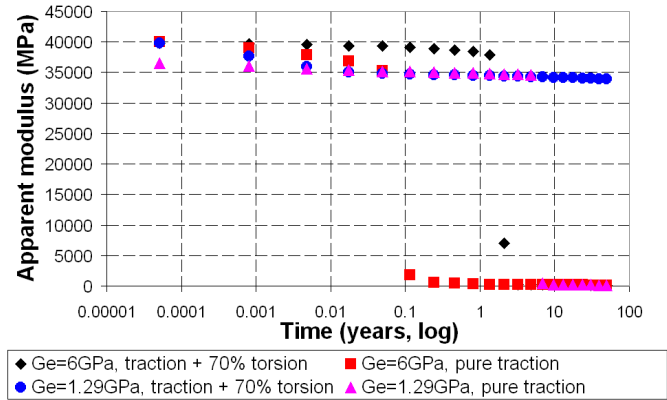 45000
40000
35000
30000
25000
20000
15000
10000
5000
0
Apparent modulus (MPa)
0.00001 0.0001 0.001 0.01 0.1 1 10 100
Time (years, log)
Ge=6GPa, traction + 70% torsion Ge=6GPa, pure traction
Ge=1.29GPa, traction + 70% torsion Ge=1.29GPa, pure traction